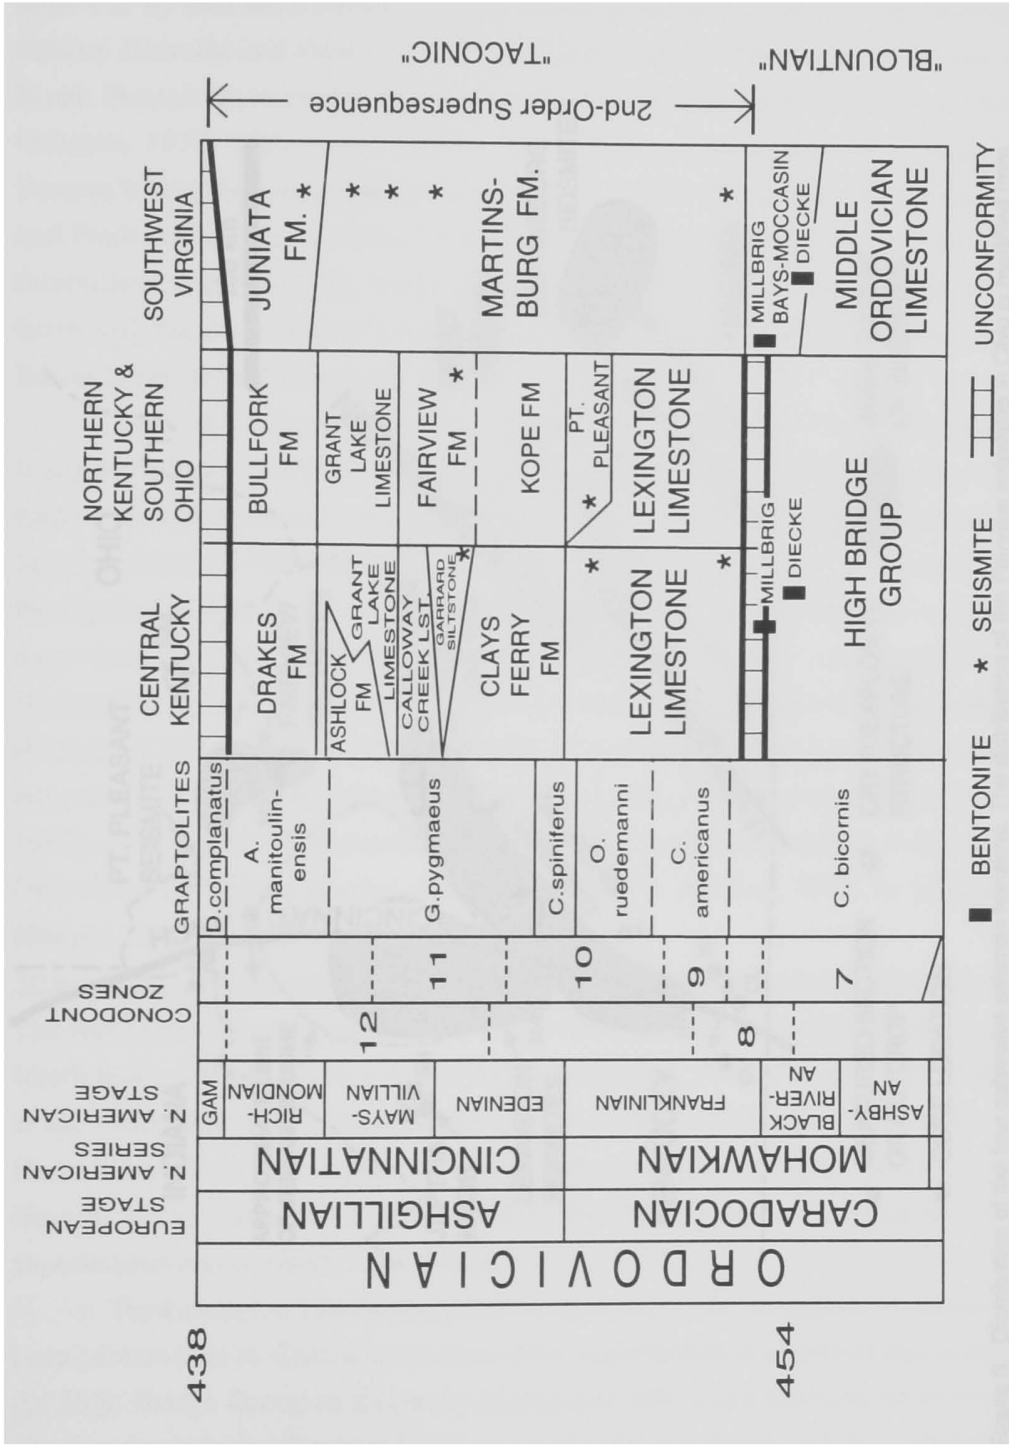 438
454
ORDOVICIAN
EUROPEAN
STAGE
ASHGILLIAN
CARADOCIAN
N. AMERICAN
SERIES
CINCINNATIAN
MOHAWKIAN
N. AMERICAN
STAGE
GAM
RICH-
MONDIAN
MAYS-
VILLIAN
EDENIAN
FRANKLINIAN
BLACK
RIVER-
AN
ASHBY-
AN
CONODONT
ZONES
12
11
10
9
8
7
GRAPTOLITES
D.complanatus
A.
manitoulin-
ensis
G.pygmaeus
C.spiniferus
O.
ruedemanni
C.
americanus
C. bicornis
CENTRAL
KENTUCKY
DRAKES
FM
ASHLOCK
FM
GRANT
LAKE
LIMESTONE
CALLOWAY
CREEK LST.
GARRARD
SILTSTONE
*
CLAYS
FERRY
FM
*
LEXINGTON
LIMESTONE
*
MILLBRIG
DIECKE
HIGH BRIDGE
GROUP
NORTHERN
KENTUCKY &
SOUTHERN
OHIO
BULLFORK
FM
GRANT
LAKE
LIMESTONE
FAIRVIEW
FM *
KOPE FM
PT.
PLEASANT
*
LEXINGTON
LIMESTONE
SOUTHWEST
VIRGINIA
JUNIATA
FM. *
*
*
*
MARTINS-
BURG FM.
*
MILLBRIG
BAYS-MOCCASIN
DIECKE
MIDDLE
ORDOVICIAN
LIMESTONE
2nd-Order Supersequence
"TACONIC"
"BLOUNTIAN"
BENTONITE
* SEISMITE
UNCONFORMITY